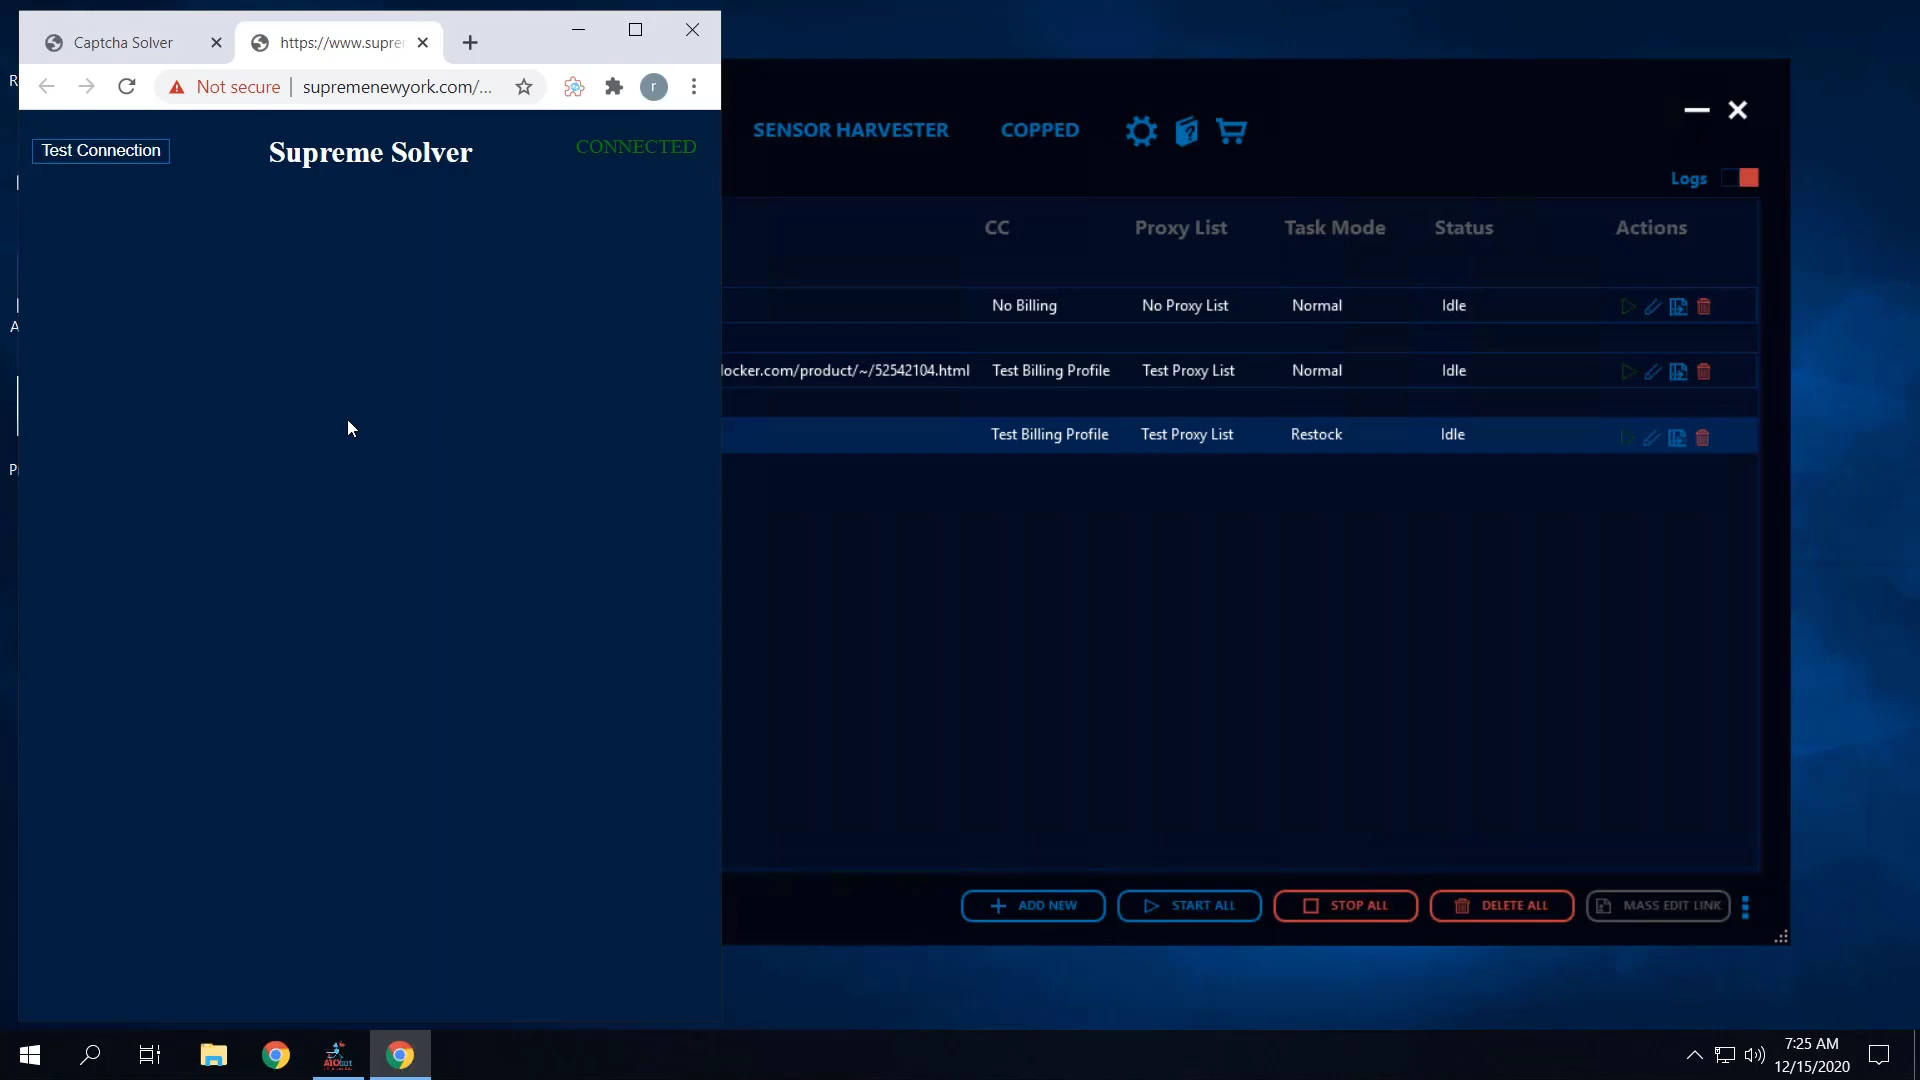 Captcha Solver
https://www.supre
Not secure
supremenewyork.com/...
r
Test Connection
Supreme Solver
CONNECTED
SENSOR HARVESTER
COPPED
Logs
CC
Proxy List
Task Mode
Status
Actions
No Billing
No Proxy List
Normal
Idle
locker.com/product/~/52542104.html
Test Billing Profile
Test Proxy List
Normal
Idle
Test Billing Profile
Test Proxy List
Restock
Idle
ADD NEW
START ALL
STOP ALL
DELETE ALL
MASS EDIT LINK
7:25 AM
12/15/2020